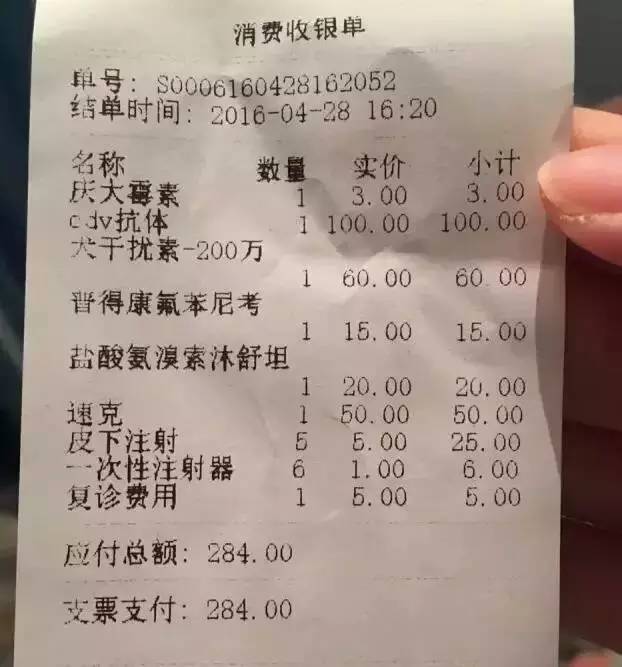 消费收银单
单号: S0006160428162052
结单时间: 2016-04-28 16:20
名称 数量 实价 小计
庆大霉素 1 3.00 3.00
cdv抗体 1 100.00 100.00
犬干扰素-200万
1 60.00 60.00
晋得康氟苯尼考
1 15.00 15.00
盐酸氨溴索沐舒坦
1 20.00 20.00
速克 1 50.00 50.00
皮下注射 5 5.00 25.00
一次性注射器 6 1.00 6.00
复诊费用 1 5.00 5.00
应付总额: 284.00
支票支付: 284.00